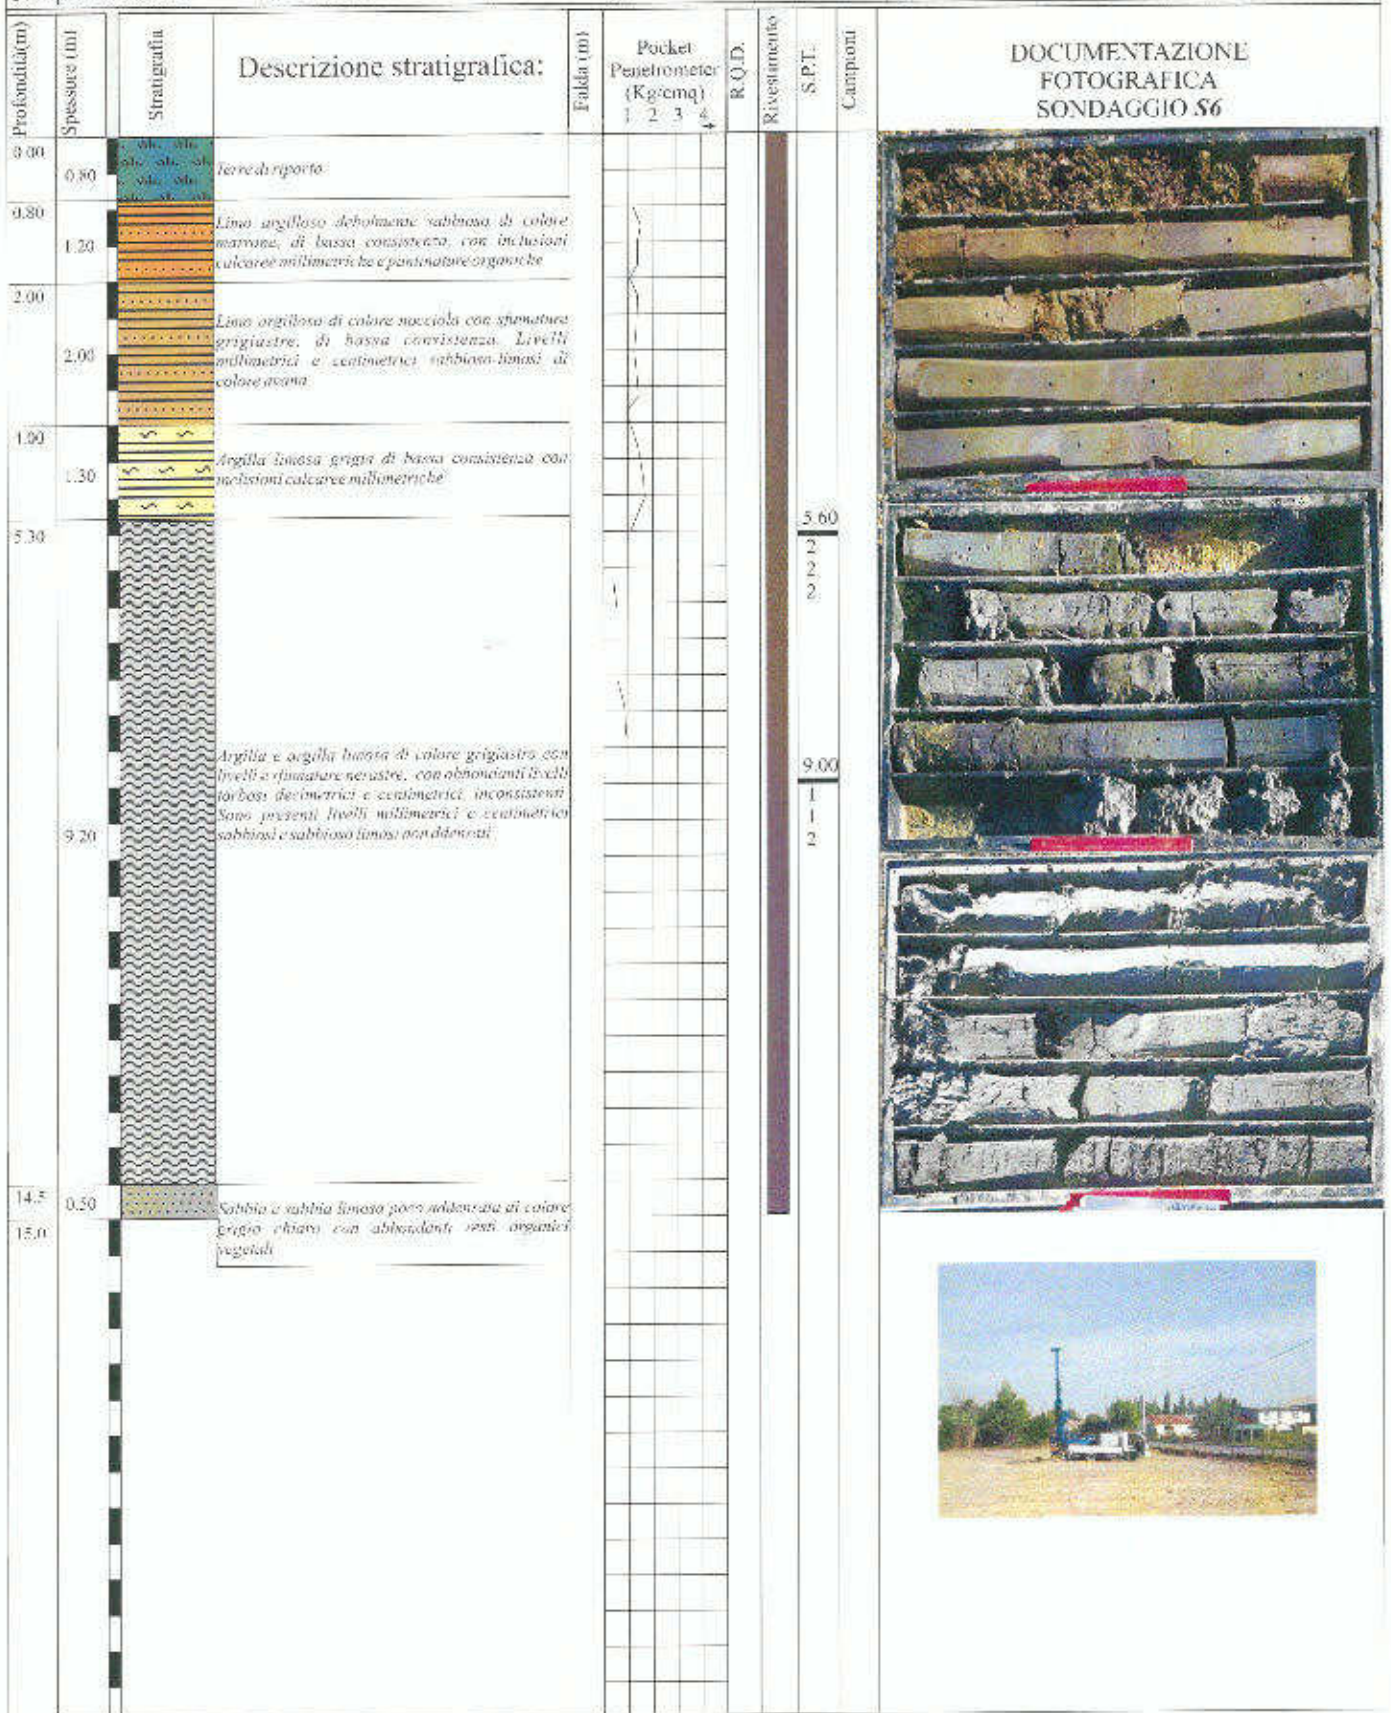 Profondità(m)
Spessore (m)
Stratigrafia
Descrizione stratigrafica:
Falda (m)
Pocket
Penetrometer
(Kg/cmq)
1 2 3 4
R.Q.D.
Rivestimento
S.P.T.
Campioni
DOCUMENTAZIONE
FOTOGRAFICA
SONDAGGIO S6
0.00
0.80
Terre di riporto
0.80
1.20
Limo argilloso debolmente sabbioso di colore
marrone, di bassa consistenza, con inclusioni
calcaree millimetriche e puntinature organiche
2.00
2.00
Limo argilloso di colore nocciola con sfumature
grigiastre, di bassa consistenza. Livelli
millimetrici e centimetrici sabbioso-limosi di
colore avana
4.00
1.30
Argilla limosa grigia di bassa consistenza con
inclusioni calcaree millimetriche
5.30
5.60
2
2
2
9.00
1
1
2
9.20
Argilla e argilla limosa di colore grigiastro con
livelli e sfumature nerastre, con abbondanti livelli
torbosi decimetrici e centimetrici, inconsistenti
Sono presenti livelli millimetrici e centimetrici
sabbiosi e sabbioso limosi non addensati
14.5
0.50
Sabbia e sabbia limosa poco addensata di colore
grigio chiaro con abbondanti resti organici
vegetali
15.0